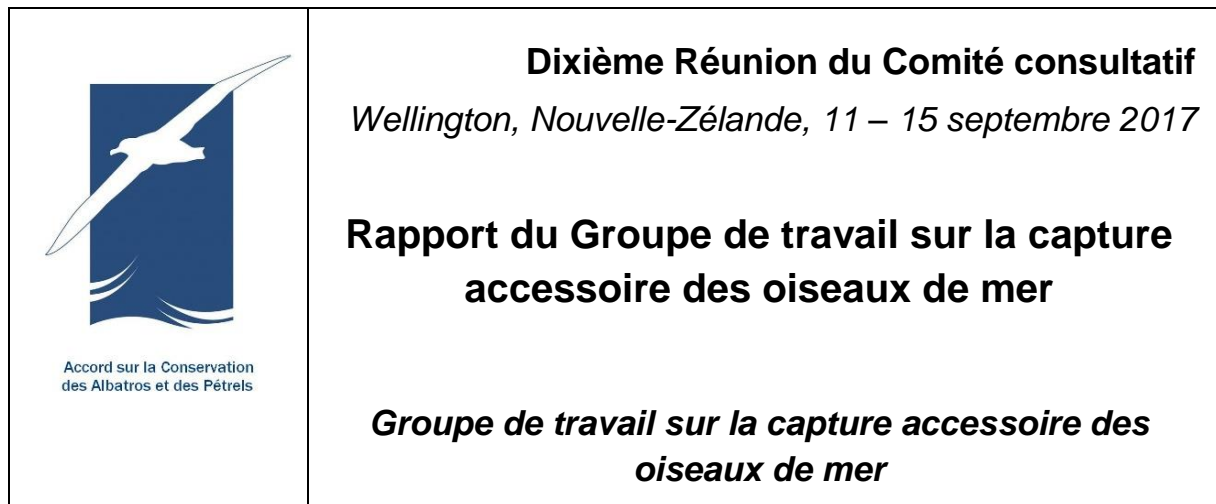 Accord sur la Conservation
des Albatros et des Pétrels
Dixième Réunion du Comité consultatif
Wellington, Nouvelle-Zélande, 11 – 15 septembre 2017
Rapport du Groupe de travail sur la capture
accessoire des oiseaux de mer
Groupe de travail sur la capture accessoire des
oiseaux de mer